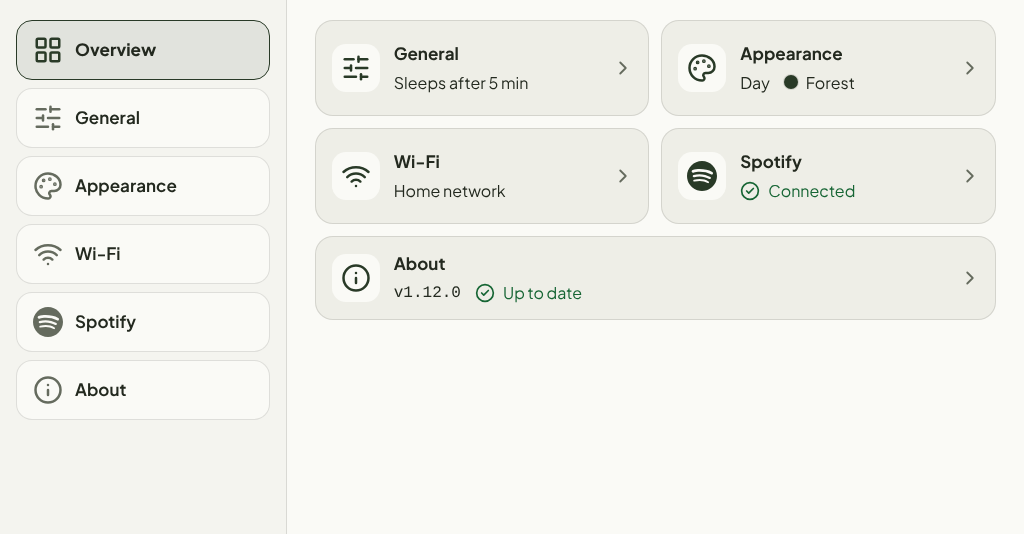 Overview
General
Appearance
Wi-Fi
Spotify
About
General
Sleeps after 5 min
Appearance
Day Forest
Wi-Fi
Home network
Spotify
Connected
About
v1.12.0 Up to date